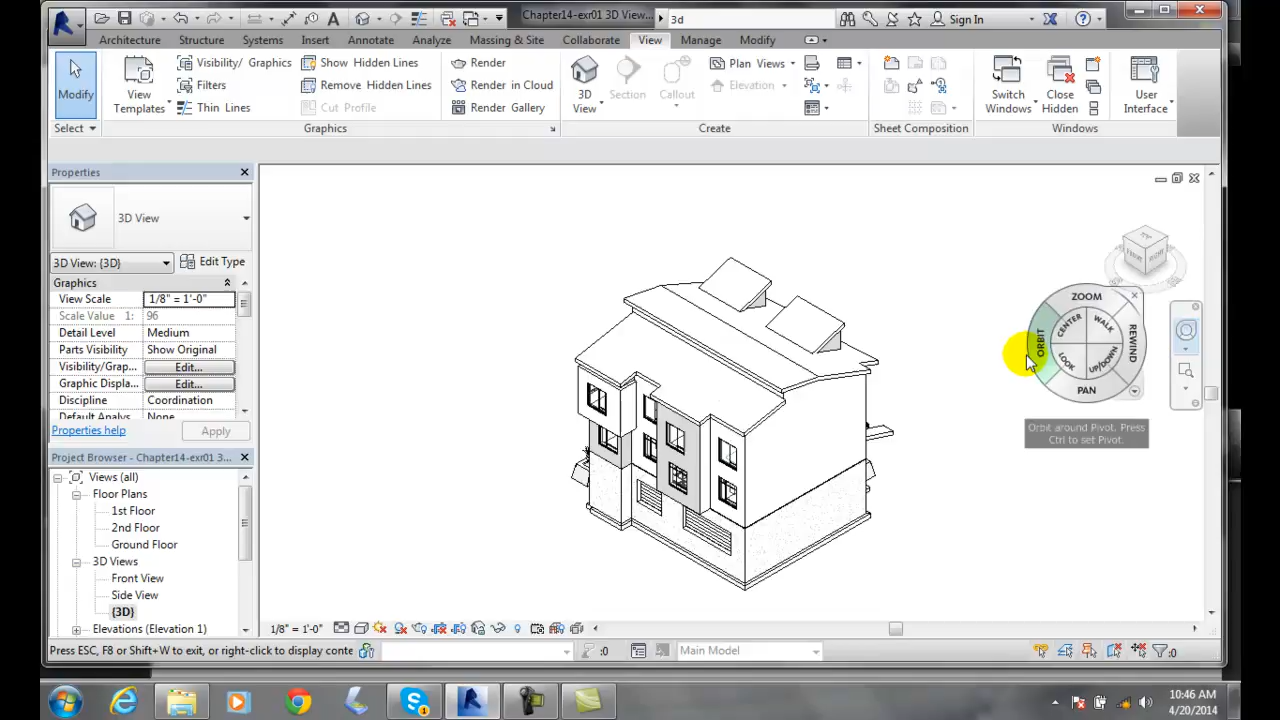 Chapter14-exr01 3D View...
3d
Sign In
Architecture Structure Systems Insert Annotate Analyze Massing & Site Collaborate View Manage Modify
Modify
View Templates
Visibility/ Graphics
Filters
Thin Lines
Show Hidden Lines
Remove Hidden Lines
Cut Profile
Render
Render in Cloud
Render Gallery
3D View
Section
Callout
Plan Views
Elevation
Switch Windows
Close Hidden
User Interface
Select
Graphics
Create
Sheet Composition
Windows
Properties
3D View
3D View: {3D}
Edit Type
Graphics
View Scale 1/8" = 1'-0"
Scale Value 1: 96
Detail Level Medium
Parts Visibility Show Original
Visibility/Grap... Edit...
Graphic Displa... Edit...
Discipline Coordination
Default Analys... None
Properties help
Apply
Project Browser - Chapter14-exr01 3...
Views (all)
Floor Plans
1st Floor
2nd Floor
Ground Floor
3D Views
Front View
Side View
{3D}
Elevations (Elevation 1)
TOP
FRONT
RIGHT
ZOOM
CENTER
WALK
ORBIT
REWIND
LOOK
UP/DOWN
PAN
Orbit around Pivot. Press
Ctrl to set Pivot.
1/8" = 1'-0"
Press ESC, F8 or Shift+W to exit, or right-click to display conte
:0
Main Model
:0
10:46 AM
4/20/2014